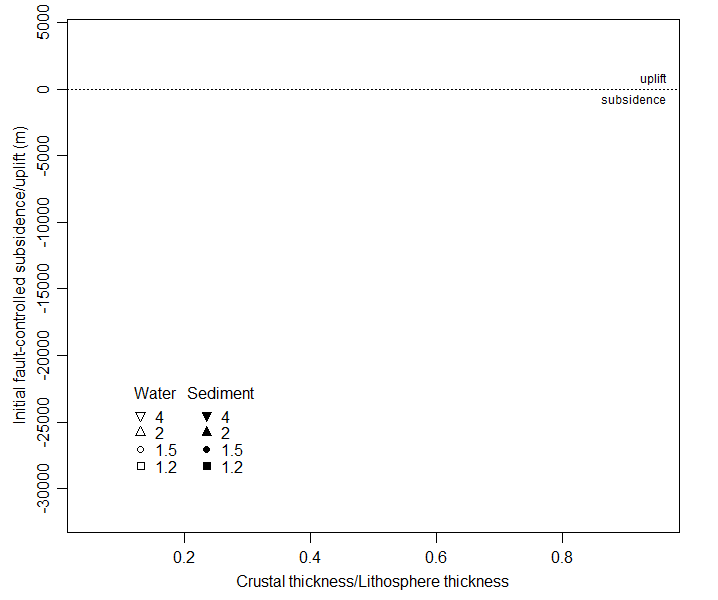 5000
0
-5000
-10000
-15000
-20000
-25000
-30000
Initial fault-controlled subsidence/uplift (m)
uplift
subsidence
Water Sediment
4 4
2 2
1.5 1.5
1.2 1.2
0.2 0.4 0.6 0.8
Crustal thickness/Lithosphere thickness